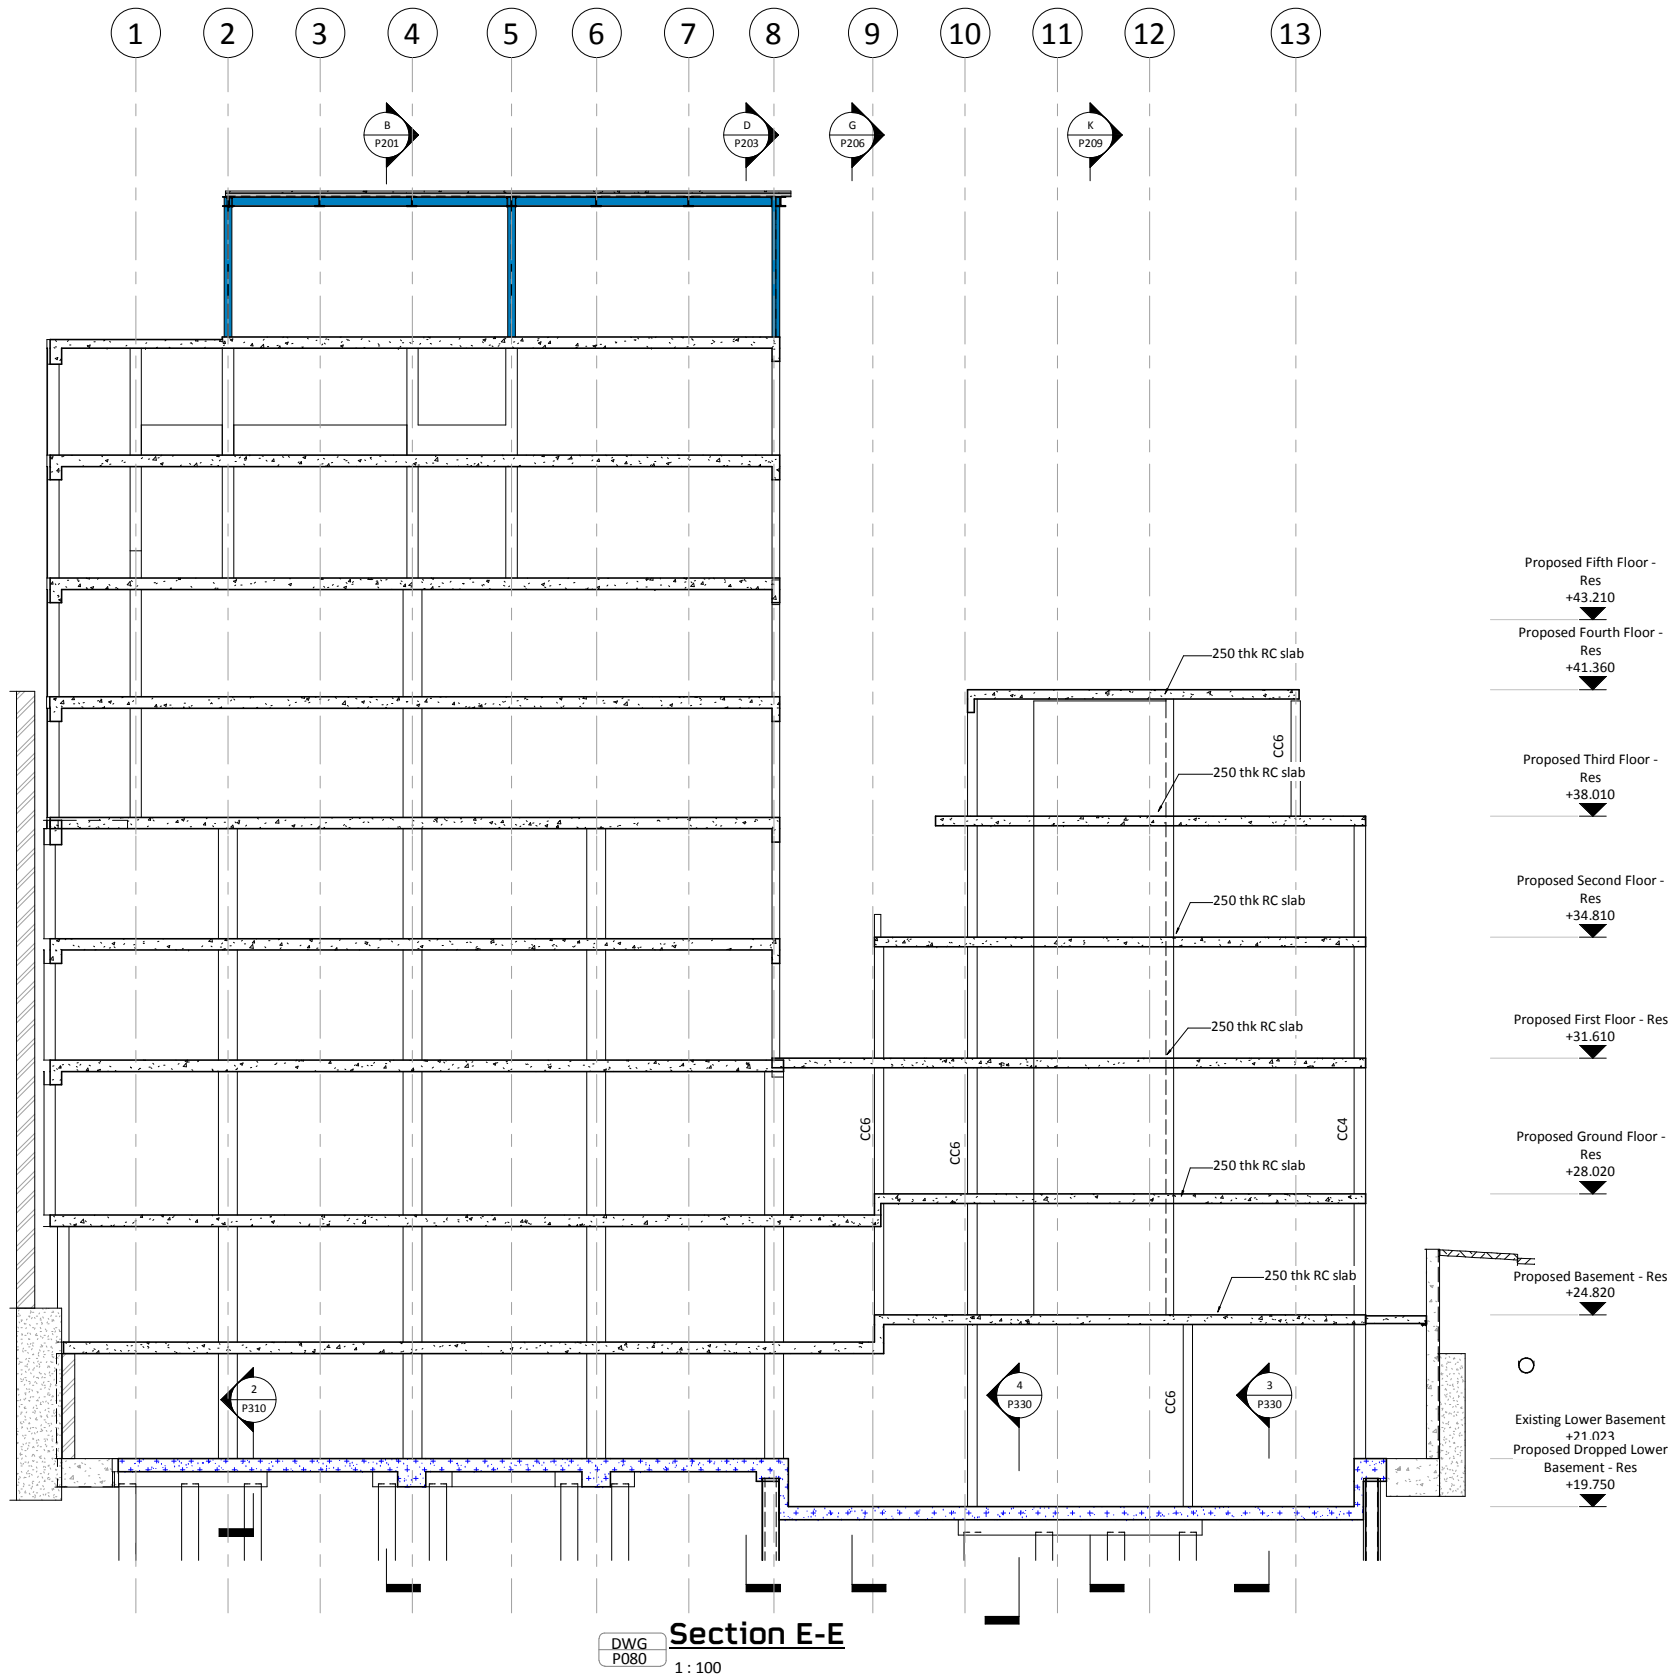 1 2 3 4 5 6 7 8 9 10 11 12 13
B
P201
D
P203
G
P206
K
P209
Proposed Fifth Floor -
Res
+43.210
Proposed Fourth Floor -
Res
+41.360
250 thk RC slab
CC6
Proposed Third Floor -
Res
+38.010
250 thk RC slab
Proposed Second Floor -
Res
+34.810
250 thk RC slab
Proposed First Floor - Res
+31.610
250 thk RC slab
CC6
CC6
CC4
Proposed Ground Floor -
Res
+28.020
250 thk RC slab
Proposed Basement - Res
+24.820
250 thk RC slab
2
P310
4
P330
CC6
3
P330
Existing Lower Basement
+21.023
Proposed Dropped Lower
Basement - Res
+19.750
DWG
P080
Section E-E
1 : 100